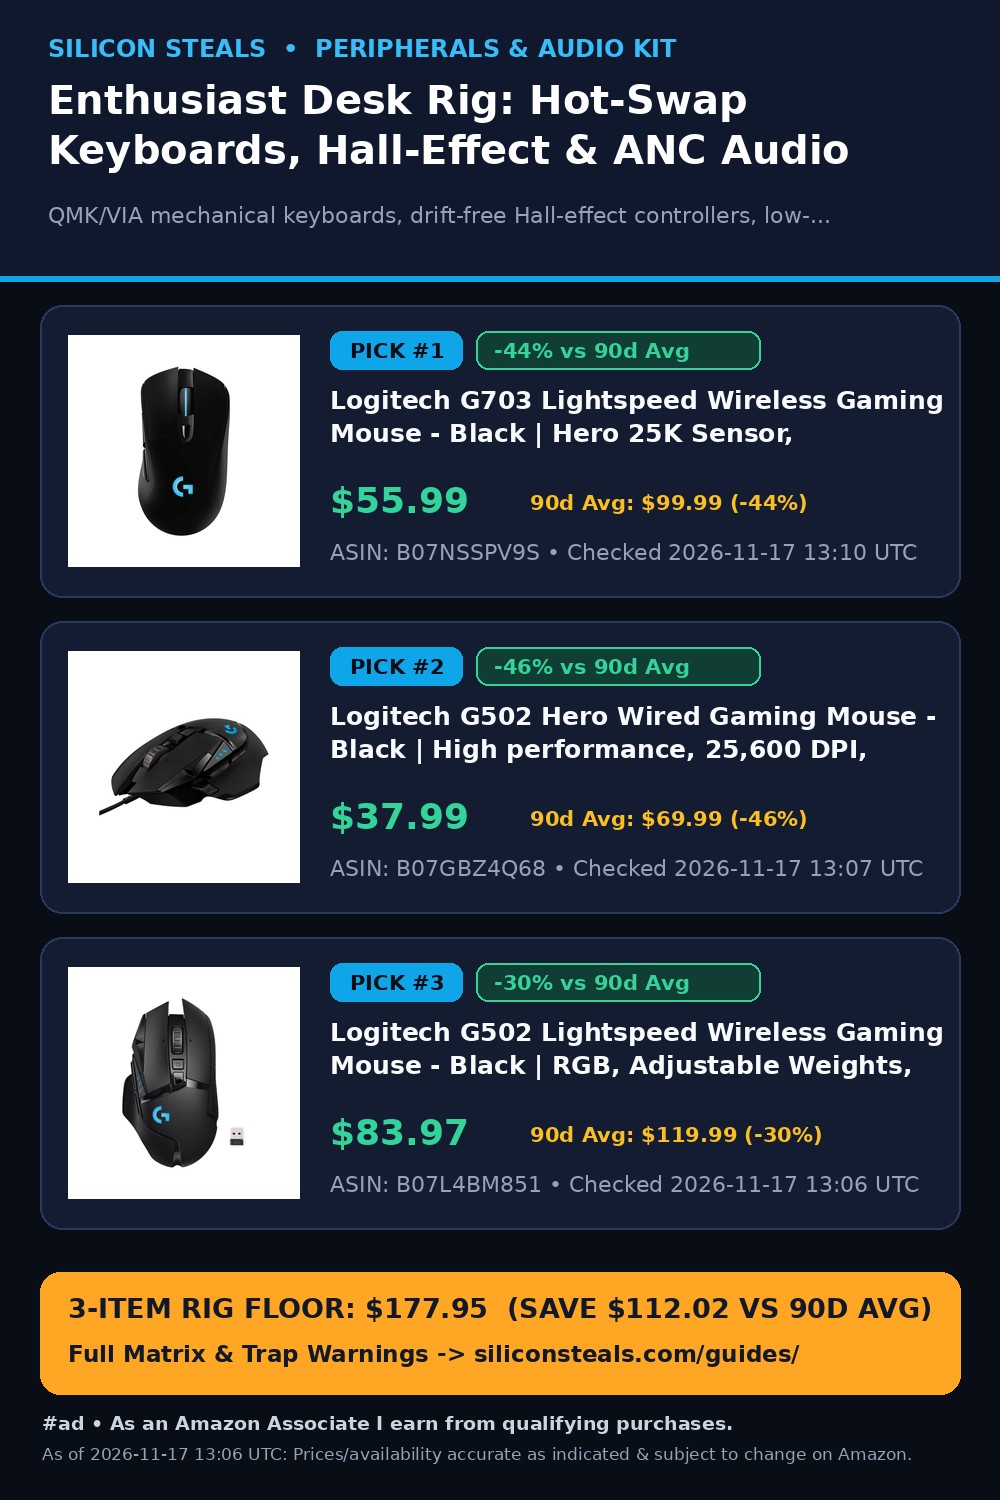 SILICON STEALS • PERIPHERALS & AUDIO KIT
Enthusiast Desk Rig: Hot-Swap
Keyboards, Hall-Effect & ANC Audio
QMK/VIA mechanical keyboards, drift-free Hall-effect controllers, low-...
PICK #1
-44% vs 90d Avg
Logitech G703 Lightspeed Wireless Gaming
Mouse - Black | Hero 25K Sensor,
$55.99
90d Avg: $99.99 (-44%)
ASIN: B07NSSPV9S • Checked 2026-11-17 13:10 UTC
PICK #2
-46% vs 90d Avg
Logitech G502 Hero Wired Gaming Mouse -
Black | High performance, 25,600 DPI,
$37.99
90d Avg: $69.99 (-46%)
ASIN: B07GBZ4Q68 • Checked 2026-11-17 13:07 UTC
PICK #3
-30% vs 90d Avg
Logitech G502 Lightspeed Wireless Gaming
Mouse - Black | RGB, Adjustable Weights,
$83.97
90d Avg: $119.99 (-30%)
ASIN: B07L4BM851 • Checked 2026-11-17 13:06 UTC
3-ITEM RIG FLOOR: $177.95 (SAVE $112.02 VS 90D AVG)
Full Matrix & Trap Warnings -> siliconsteals.com/guides/
#ad • As an Amazon Associate I earn from qualifying purchases.
As of 2026-11-17 13:06 UTC: Prices/availability accurate as indicated & subject to change on Amazon.